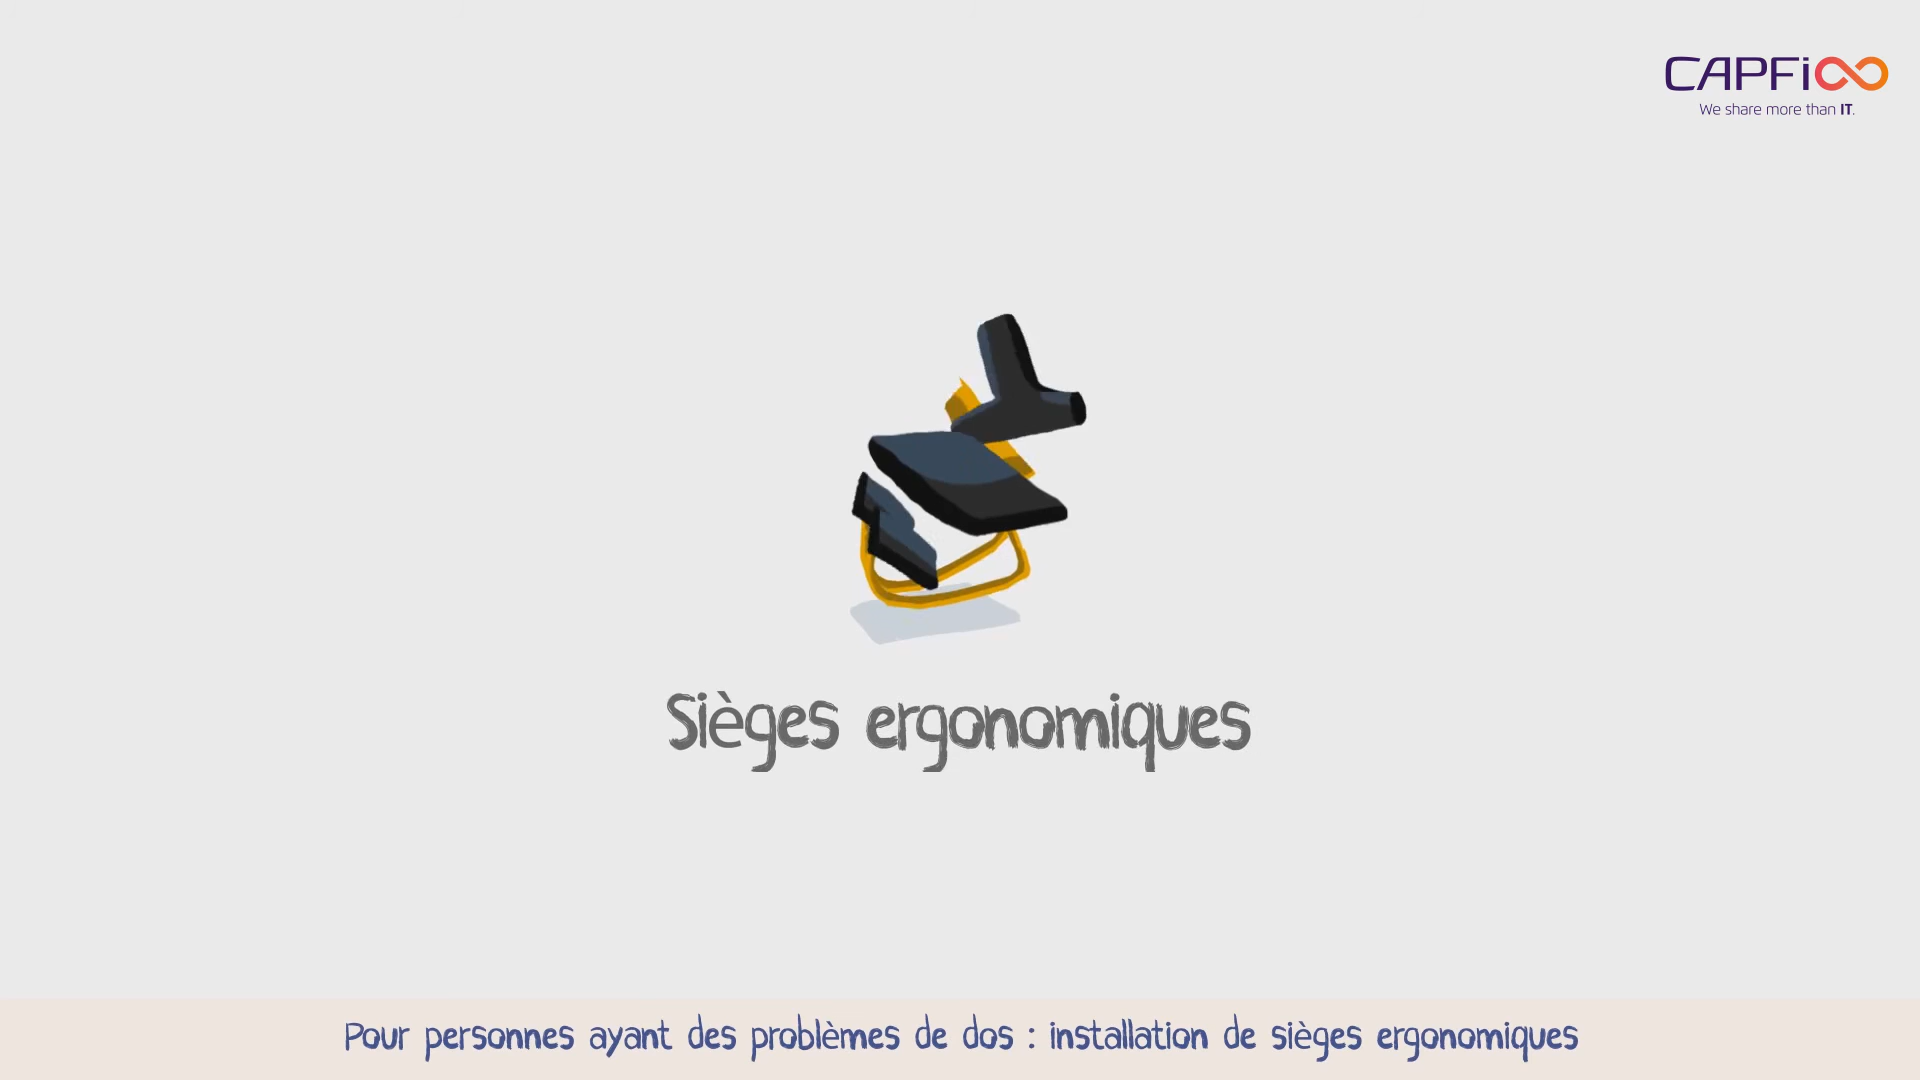 CAPFI
We share more than IT.
Sièges ergonomiques
Pour personnes ayant des problèmes de dos : installation de sièges ergonomiques